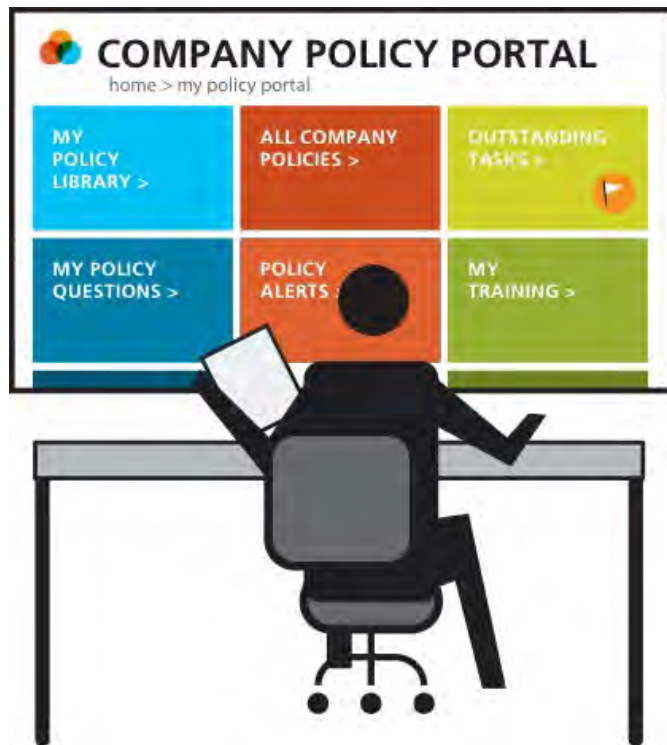 COMPANY POLICY PORTAL
home > my policy portal
MY
POLICY
LIBRARY >
ALL COMPANY
POLICIES >
OUTSTANDING
TASKS >
MY POLICY
QUESTIONS >
POLICY
ALERTS >
MY
TRAINING >